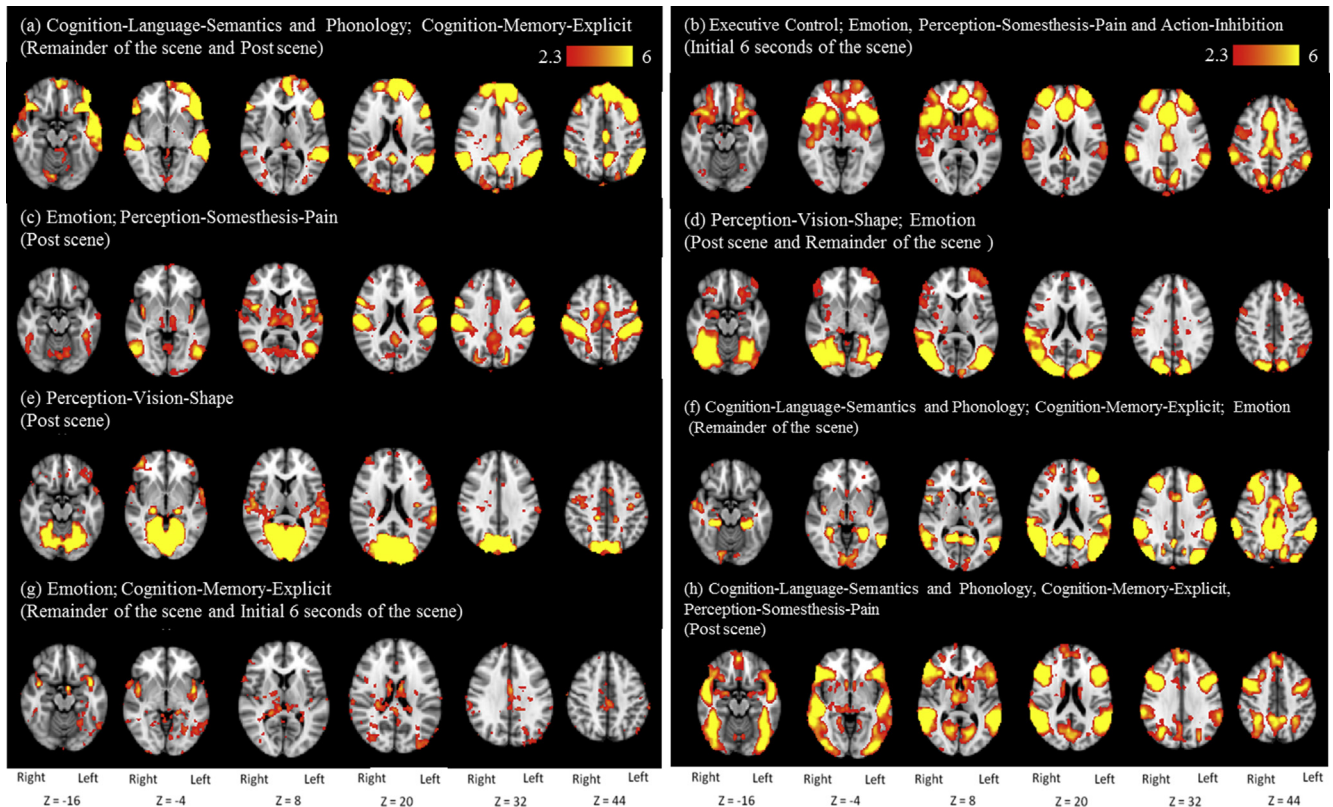 (a) Cognition-Language-Semantics and Phonology; Cognition-Memory-Explicit
(Remainder of the scene and Post scene)
2.3 6
(b) Executive Control; Emotion, Perception-Somesthesis-Pain and Action-Inhibition
(Initial 6 seconds of the scene)
2.3 6
(c) Emotion; Perception-Somesthesis-Pain
(Post scene)
(d) Perception-Vision-Shape; Emotion
(Post scene and Remainder of the scene )
(e) Perception-Vision-Shape
(Post scene)
(f) Cognition-Language-Semantics and Phonology; Cognition-Memory-Explicit; Emotion
(Remainder of the scene)
(g) Emotion; Cognition-Memory-Explicit
(Remainder of the scene and Initial 6 seconds of the scene)
(h) Cognition-Language-Semantics and Phonology, Cognition-Memory-Explicit,
Perception-Somesthesis-Pain
(Post scene)
Right Left Right Left Right Left Right Left Right Left Right Left
Z = -16 Z = -4 Z = 8 Z = 20 Z = 32 Z = 44
Right Left Right Left Right Left Right Left Right Left Right Left
Z = -16 Z = -4 Z = 8 Z = 20 Z = 32 Z = 44